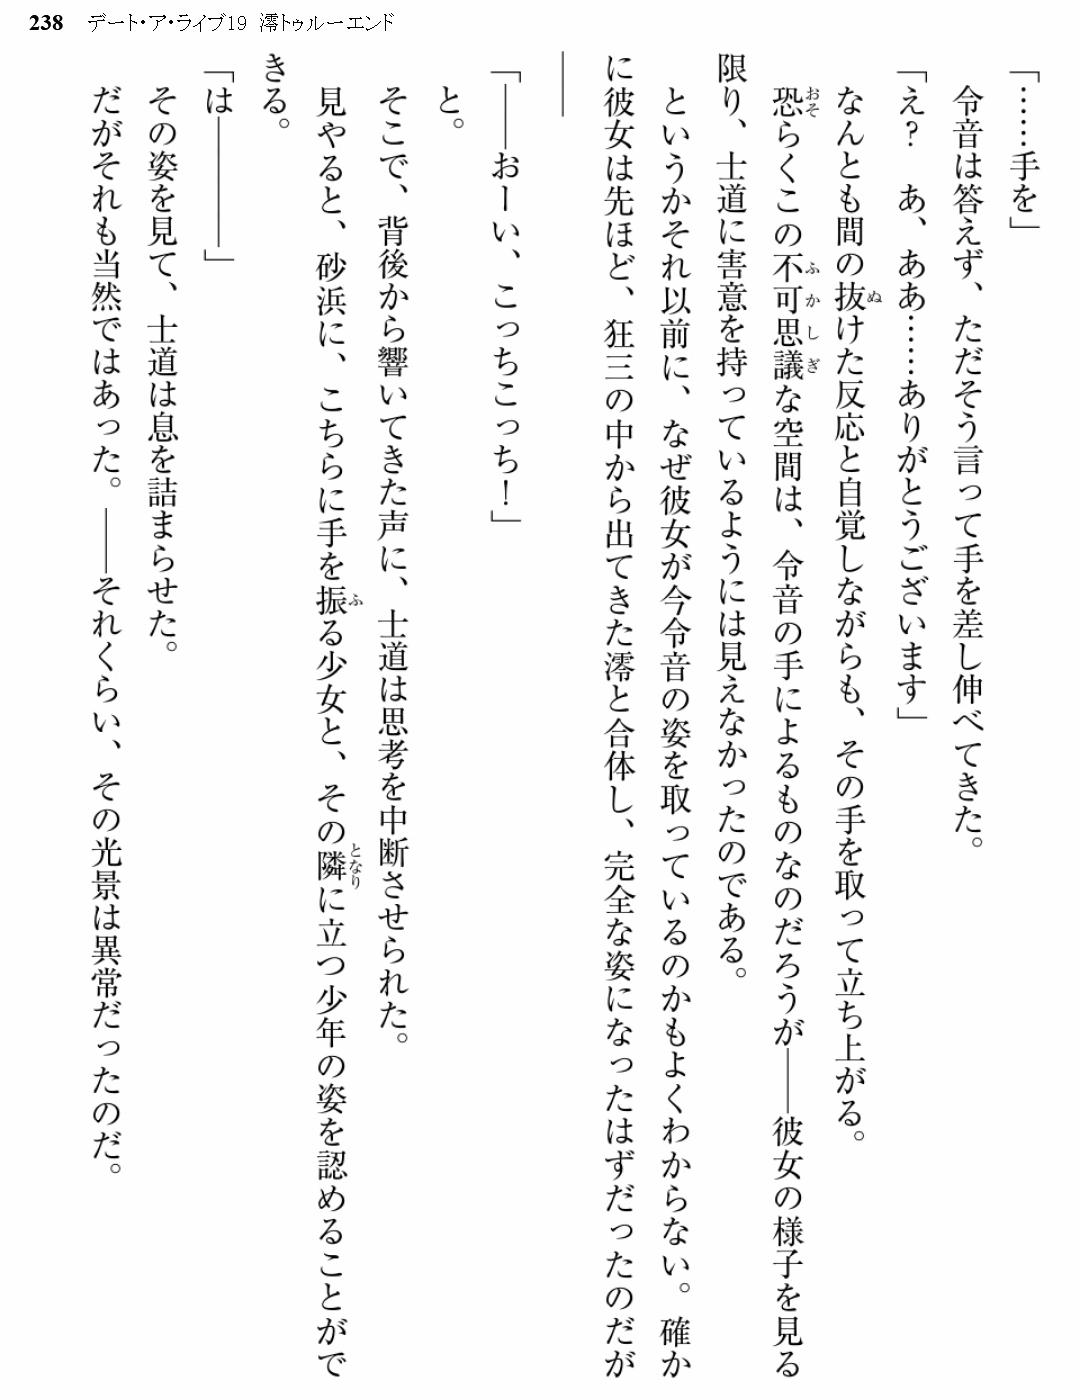 238 デート・ア・ライブ19 澪トゥルーエンド
「……手を」
令音は答えず、ただそう言って手を差し伸べてきた。
「え? あ、ああ……ありがとうございます」
なんとも間の抜けた反応と自覚しながらも、その手を取って立ち上がる。
恐らくこの不可思議な空間は、令音の手によるものなのだろうが――彼女の様子を見る
限り、士道に害意を持っているようには見えなかったのである。
というかそれ以前に、なぜ彼女が今令音の姿を取っているのかもよくわからない。確か
に彼女は先ほど、狂三の中から出てきた澪と合体し、完全な姿になったはずだったのだが
――
「――おーい、こっちこっち!」
と。
そこで、背後から響いてきた声に、士道は思考を中断させられた。
見やると、砂浜に、こちらに手を振る少女と、その隣に立つ少年の姿を認めることがで
きる。
「は――――」
その姿を見て、士道は息を詰まらせた。
だがそれも当然ではあった。――それくらい、その光景は異常だったのだ。